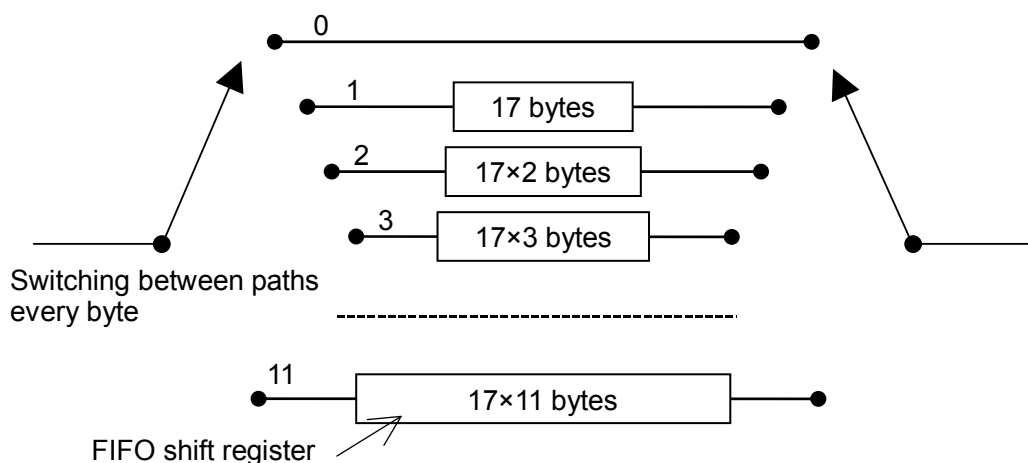 0
1
17 bytes
2
17×2 bytes
3
17×3 bytes
Switching between paths
every byte
11
17×11 bytes
FIFO shift register